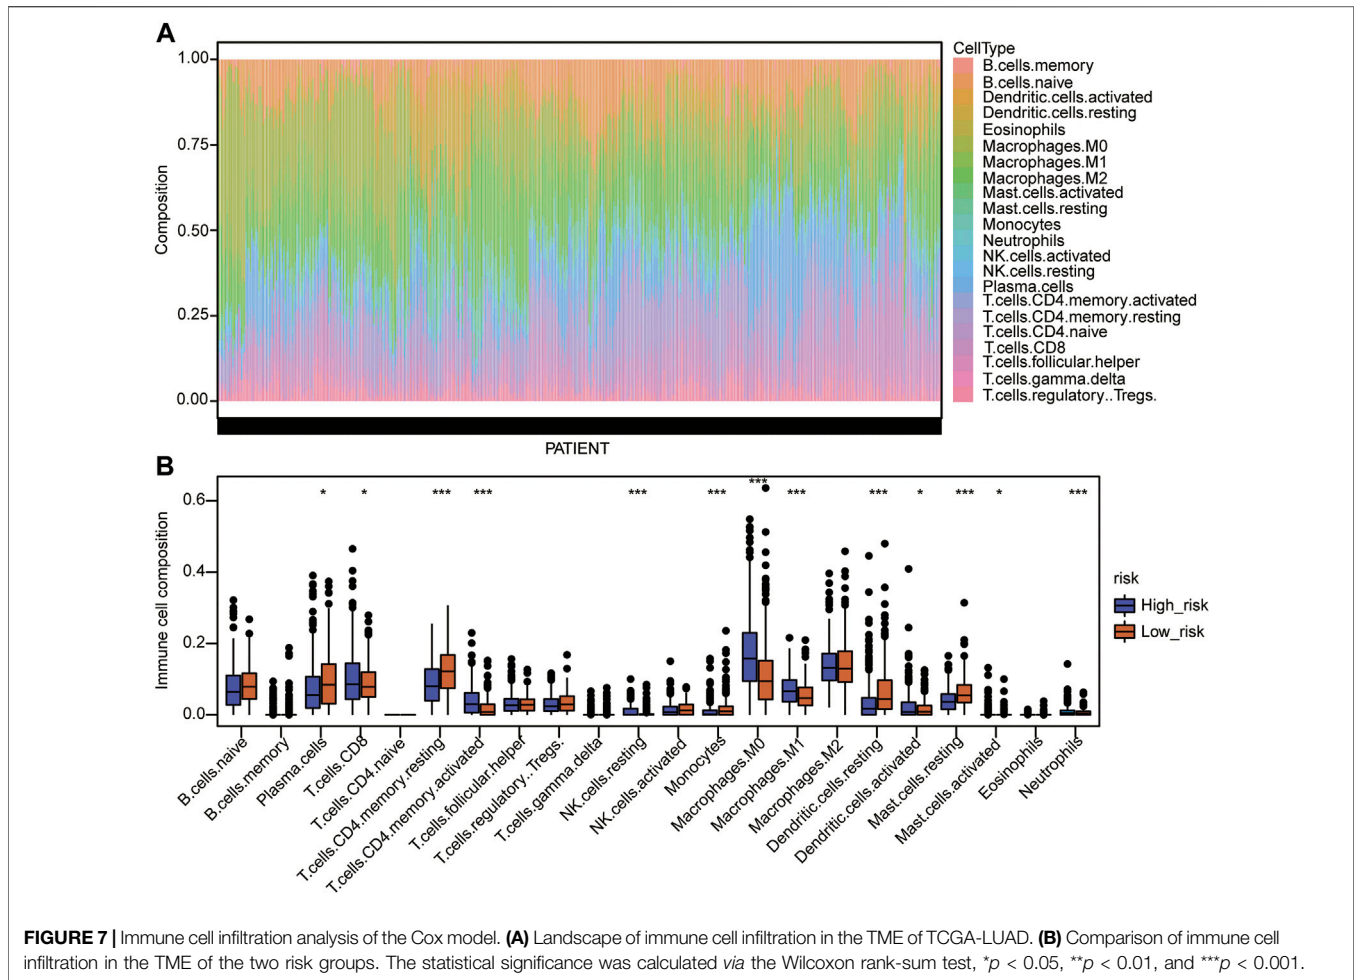 A
CellType
1.00
0.75
0.50
0.25
0.00
Composition
PATIENT
B.cells.memory
B.cells.naive
Dendritic.cells.activated
Dendritic.cells.resting
Eosinophils
Macrophages.M0
Macrophages.M1
Macrophages.M2
Mast.cells.activated
Mast.cells.resting
Monocytes
Neutrophils
NK.cells.activated
NK.cells.resting
Plasma.cells
T.cells.CD4.memory.activated
T.cells.CD4.memory.resting
T.cells.CD4.naive
T.cells.CD8
T.cells.follicular.helper
T.cells.gamma.delta
T.cells.regulatory..Tregs.
B
* * *** *** *** *** *** *** *** * *** * ***
0.6
0.4
0.2
0.0
Immune cell composition
risk
High_risk
Low_risk
B.cells.naive
B.cells.memory
Plasma.cells
T.cells.CD8
T.cells.CD4.naive
T.cells.CD4.memory.resting
T.cells.CD4.memory.activated
T.cells.follicular.helper
T.cells.regulatory..Tregs.
T.cells.gamma.delta
NK.cells.resting
NK.cells.activated
Monocytes
Macrophages.M0
Macrophages.M1
Macrophages.M2
Dendritic.cells.resting
Dendritic.cells.activated
Mast.cells.resting
Mast.cells.activated
Eosinophils
Neutrophils
FIGURE 7 | Immune cell infiltration analysis of the Cox model. (A) Landscape of immune cell infiltration in the TME of TCGA-LUAD. (B) Comparison of immune cell
infiltration in the TME of the two risk groups. The statistical significance was calculated via the Wilcoxon rank-sum test, *p < 0.05, **p < 0.01, and ***p < 0.001.